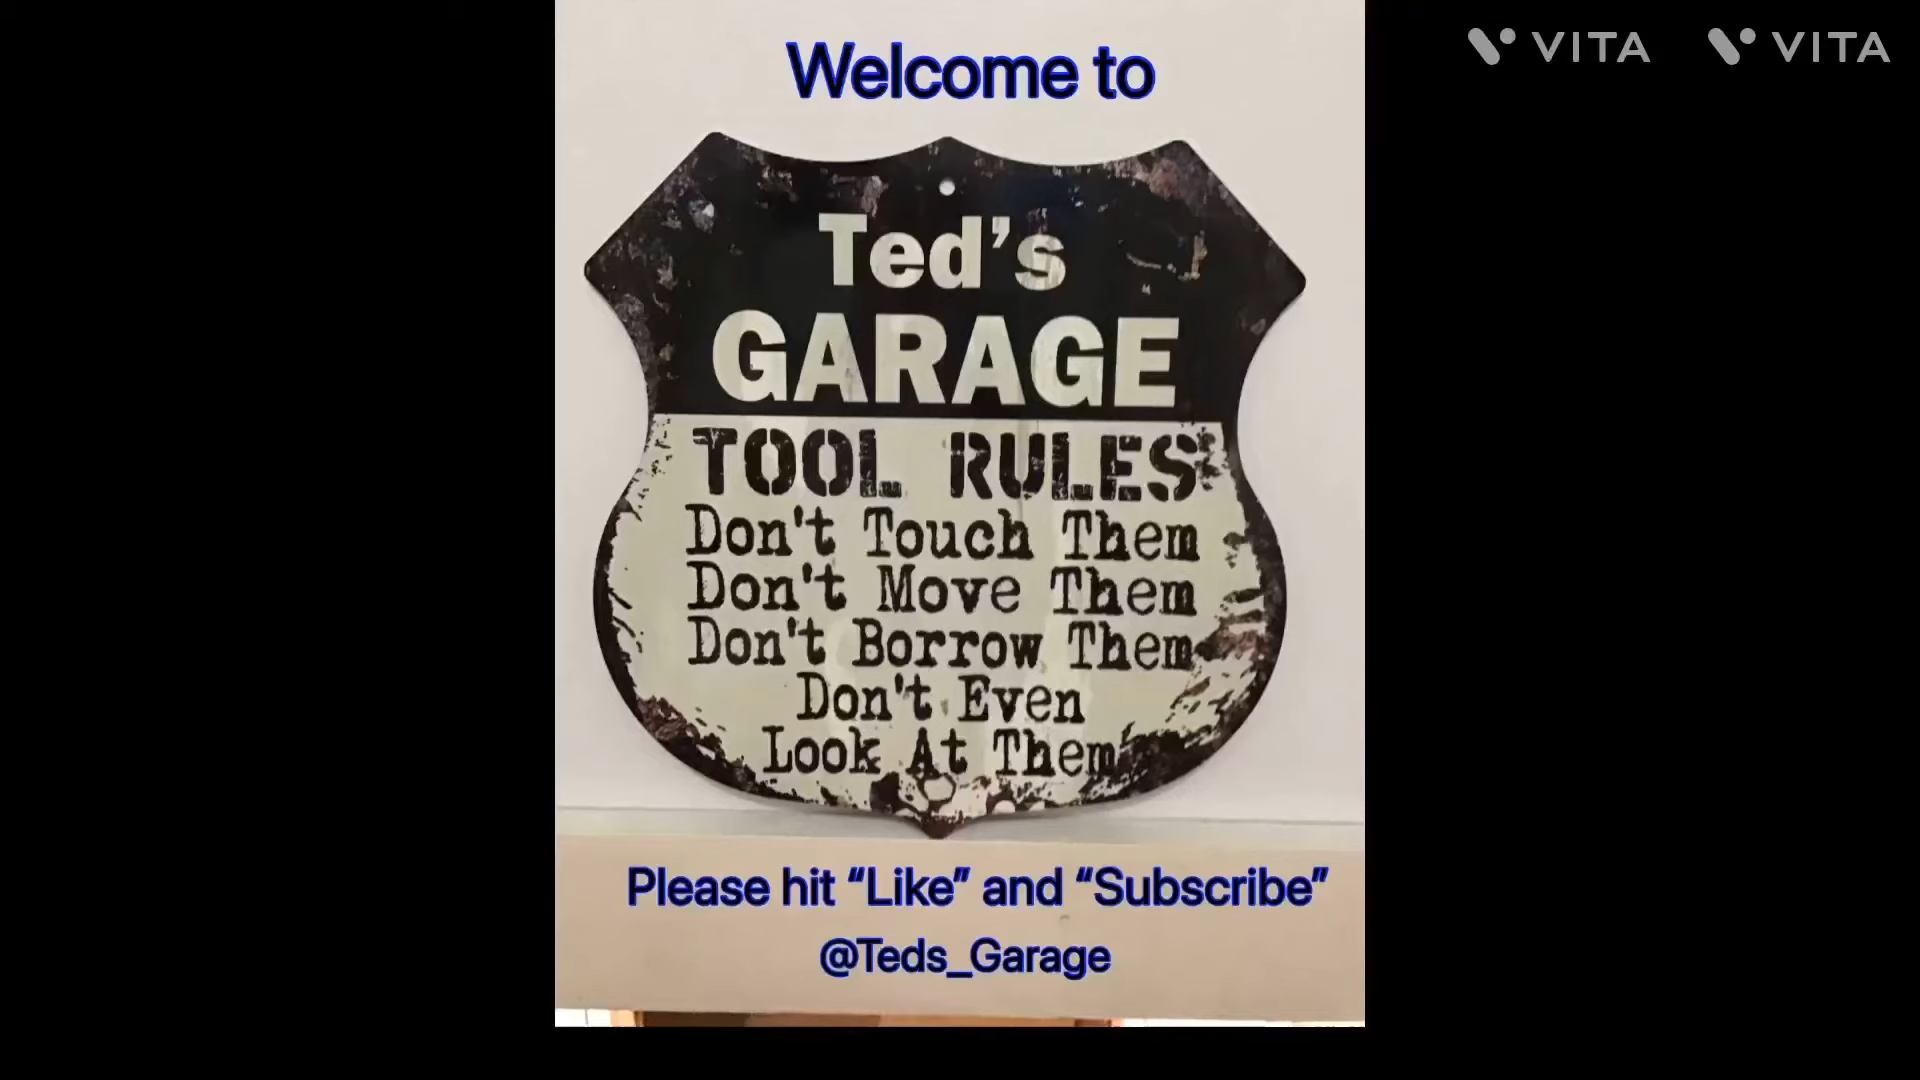 VITA VITA
Welcome to
Ted's
GARAGE
TOOL RULES
Don't Touch Them
Don't Move Them
Don't Borrow Them
Don't Even
Look At Them
Please hit “Like” and “Subscribe”
@Teds_Garage